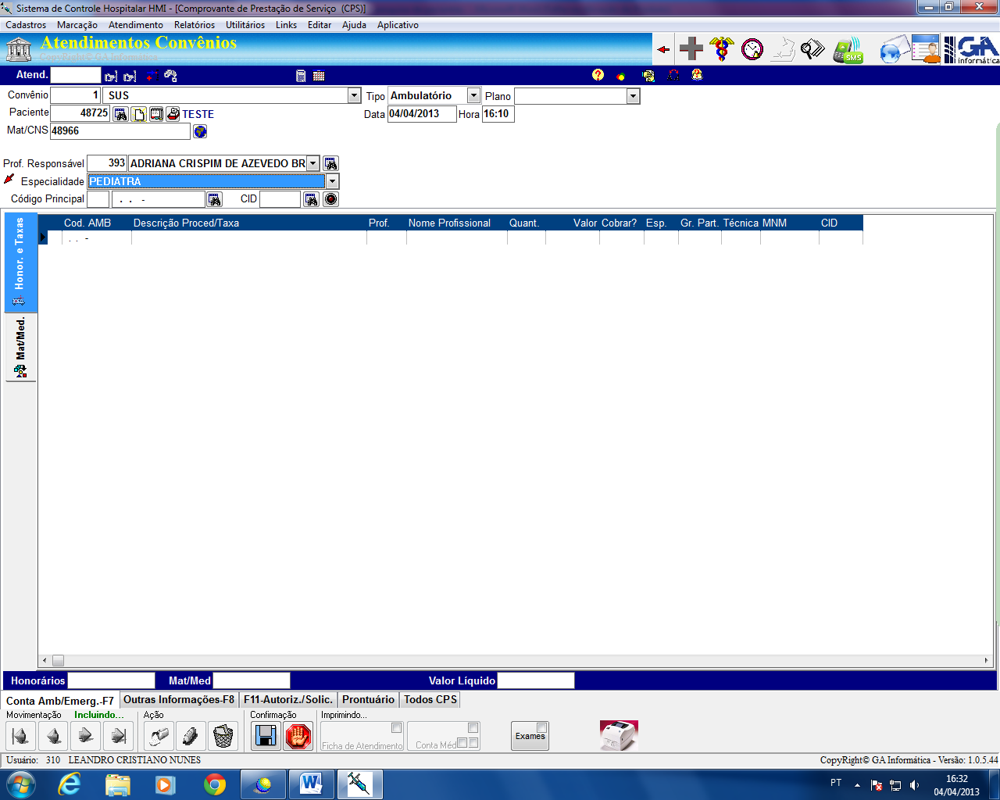 Sistema de Controle Hospitalar HMI - [Comprovante de Prestação de Serviço  (CPS)]
Cadastros Marcação Atendimento Relatórios Utilitários Links Editar Ajuda Aplicativo
Atendimentos Convênios
CopyRight© GA Informática
SMS
GA informática
Atend.
Convênio 1 SUS Tipo Ambulatório Plano
Paciente 48725 TESTE Data 04/04/2013 Hora 16:10
Mat/CNS 48966
Prof. Responsável 393 ADRIANA CRISPIM DE AZEVEDO BR
Especialidade PEDIATRA
Código Principal . . - CID
Honor. e Taxas
Mat/Med.
Cod. AMB Descrição Proced/Taxa Prof. Nome Profissional Quant. Valor Cobrar? Esp. Gr. Part. Técnica MNM CID
. . -
Honorários Mat/Med Valor Líquido
Conta Amb/Emerg.-F7 Outras Informações-F8 F11-Autoriz./Solic. Prontuário Todos CPS
Movimentação Incluindo... Ação Confirmação Imprimindo...
Ficha de Atendimento Conta Méd Exames
Usuário: 310 LEANDRO CRISTIANO NUNES CopyRight© GA Informática - Versão: 1.0.5.44
PT 16:32
04/04/2013